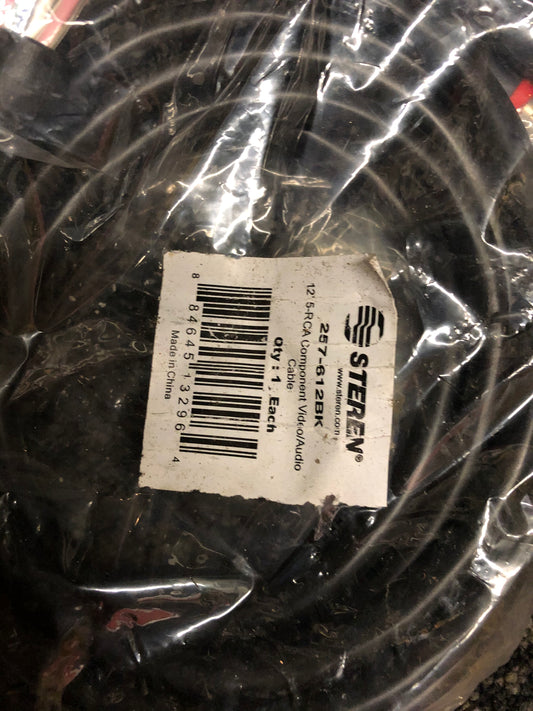 STEREN®
www.steren.com
257-612BK
12' 5-RCA Component Video/Audio
Cable
Qty : 1 Each
8 84645 13296 4
Made in China